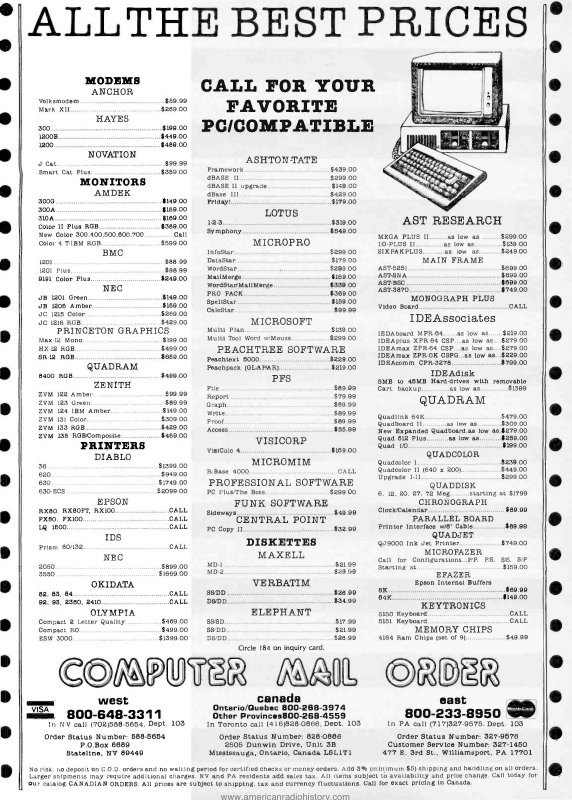 ALL THE BEST PRICES
MODEMS
ANCHOR
Volksmodem $59.99
Mark XII $269.00
HAYES
300 $199.00
1200B $449.00
1200 $489.00
NOVATION
J Cat $99.99
Smart Cat Plus $359.00
MONITORS
AMDEK
300G $149.00
300A $159.00
310A $169.00
Color II Plus RGB $389.00
New Color 300,400,500,600,700 Call
Color 4 T-IBM RGB $599.00
BMC
1201 $88.99
1201 Plus $98.99
9191 Color Plus $249.00
NEC
JB 1201 Green $149.00
JB 1205 Amber $159.00
JC 1215 Color $269.00
JC 1216 RGB $429.00
PRINCETON GRAPHICS
Max-12 Mono $199.00
HX-12 RGB $499.00
SR-12 RGB $659.00
QUADRAM
8400 RGB $499.00
ZENITH
ZVM 122 Amber $99.99
ZVM 123 Green $89.99
ZVM 124 IBM Amber $149.00
ZVM 131 Color $309.00
ZVM 133 RGB $429.00
ZVM 135 RGB/Composite $469.00
PRINTERS
DIABLO
36 $1399.00
620 $949.00
630 $1749.00
630-ECS $2099.00
EPSON
RX80, RX80FT, RX100 CALL
FX80, FX100 CALL
LQ 1500 CALL
IDS
Prism 80/132 CALL
NEC
2050 $899.00
3550 $1669.00
OKIDATA
82, 83, 84 CALL
92, 93, 2350, 2410 CALL
OLYMPIA
Compact 2 Letter Quality $469.00
Compact RO $499.00
ESW 3000 $1399.00
CALL FOR YOUR
FAVORITE
PC/COMPATIBLE
ASHTON-TATE
Framework $439.00
dBASE II $299.00
dBASE II upgrade $149.00
dBase III $429.00
Friday! $179.00
LOTUS
1-2-3 $319.00
Symphony $549.00
MICROPRO
InfoStar $299.00
DataStar $179.00
WordStar $299.00
MailMerge $159.00
WordStar/MailMerge $339.00
PRO PACK $369.00
SpellStar $159.00
CalcStar $99.99
MICROSOFT
Multi Plan $139.00
Multi Tool Word w/Mouse $299.00
PEACHTREE SOFTWARE
Peachtext 5000 $229.00
Peachpack (GL/AP/AR) $219.00
PFS
File $89.99
Report $79.99
Graph $89.99
Write $89.99
Proof $89.99
Access $55.99
VISICORP
VisiCalc 4 $159.00
MICROMIM
R:Base 4000 CALL
PROFESSIONAL SOFTWARE
PC Plus/The Boss $299.00
FUNK SOFTWARE
Sideways $49.99
CENTRAL POINT
PC Copy II $32.99
DISKETTES
MAXELL
MD-1 $21.99
MD-2 $29.99
VERBATIM
SS/DD $26.99
DS/DD $34.99
ELEPHANT
SS/SD $17.99
SS/DD $21.99
DS/DD $26.99
Circle 184 on inquiry card.
AST RESEARCH
MEGA PLUS II as low as $299.00
I/O-PLUS II as low as $139.00
SIXPAKPLUS as low as $249.00
MAIN FRAME
AST-5251 $699.00
AST-SNA $699.00
AST-BSC $599.00
AST-3870 $749.00
MONOGRAPH PLUS
Video Board CALL
IDEAssociates
IDEAboard MFR-64 as low as $219.00
IDEAplus XFR-64 CSP as low as $279.00
IDEAmax ZFR-64 CSP as low as $279.00
IDEAmax ZFR-OK CSPG as low as $229.00
IDEAcomm CPR-3278 $799.00
IDEAdisk
5MB to 45MB Hard-drives with removable
Cart. backup as low as $1399
QUADRAM
Quadlink 64K $479.00
Quadboard II as low as $309.00
New Expanded Quadboard as low as $279.00
Quad 512 Plus as low as $289.00
Quad I/O $199.00
QUADCOLOR
Quadcolor I $239.00
Quadcolor II (640 x 200) $449.00
Upgrade I-II $299.00
QUADDISK
6, 12, 20, 27, 72 Meg. starting at $1799
CHRONOGRAPH
Clock/Calendar $89.99
PARALLEL BOARD
Printer Interface w/6' Cable $89.99
QUADJET
QJ9000 Ink Jet Printer $749.00
MICROFAZER
Call for Configurations. P/P, P/S, S/S, S/P
Starting at $159.00
EFAZER
Epson Internal Buffers
8K $69.99
64K $149.00
KEYTRONICS
5150 Keyboard CALL
5151 Keyboard CALL
MEMORY CHIPS
4164 Ram Chips (set of 9) $49.99
COMPUTER MAIL ORDER
VISA
west
800-648-3311
In NV call (702)588-5654, Dept. 103
Order Status Number: 588-5654
P.O.Box 6689
Stateline, NV 89449
canada
Ontario/Quebec 800-268-3974
Other Provinces 800-268-4559
In Toronto call (416)828-0866, Dept. 103
Order Status Number: 828-0866
2505 Dunwin Drive, Unit 3B
Mississauga, Ontario, Canada L5L1T1
east
800-233-8950
MasterCard
In PA call (717)327-9575, Dept. 103
Order Status Number: 327-9576
Customer Service Number: 327-1450
477 E. 3rd St., Williamsport, PA 17701
No risk, no deposit on C.O.D. orders and no waiting period for certified checks or money orders. Add 3% (minimum $5) shipping and handling on all orders.
Larger shipments may require additional charges. NV and PA residents add sales tax. All items subject to availability and price change. Call today for
our catalog. CANADIAN ORDERS: All prices are subject to shipping, tax and currency fluctuations. Call for exact pricing in Canada.
www.americanradiohistory.com